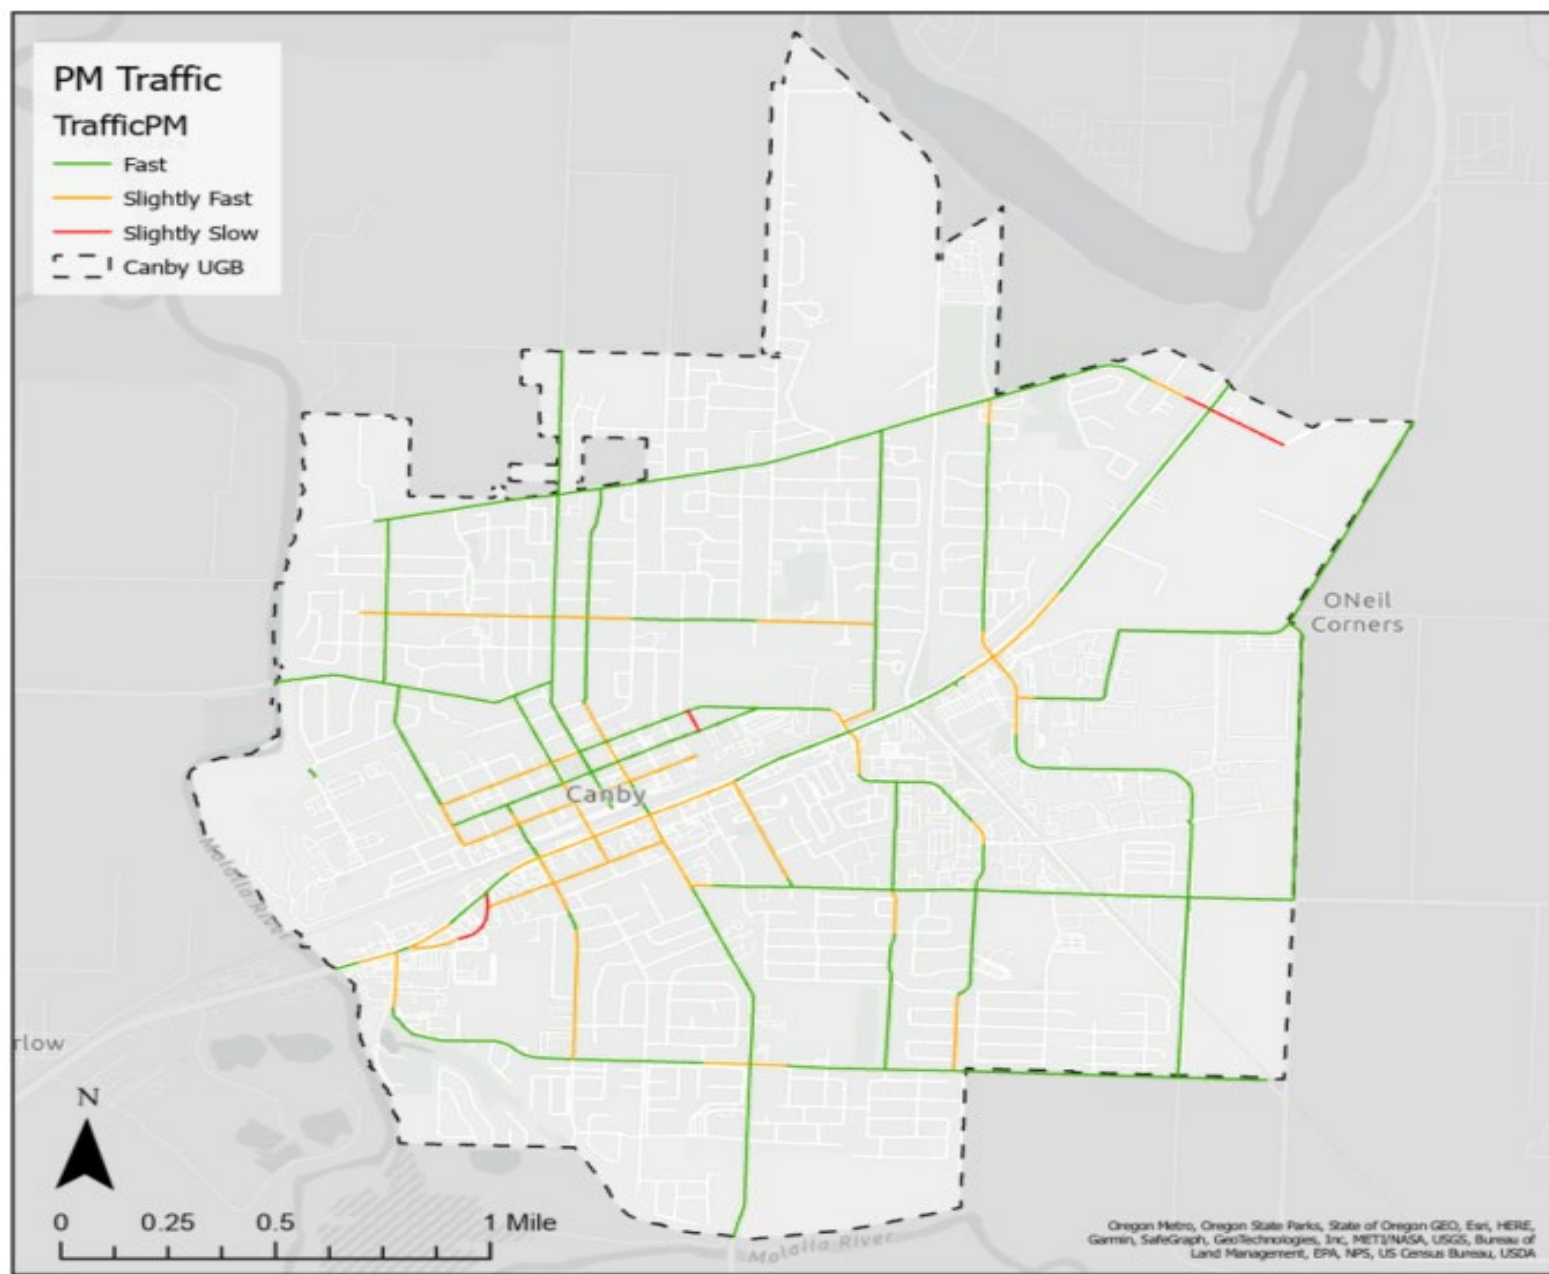 PM Traffic
TrafficPM
Fast
Slightly Fast
Slightly Slow
Canby UGB
ONeil
Corners
Canby
Molalla River
rlow
N
0 0.25 0.5 1 Mile
Molalla River
Oregon Metro, Oregon State Parks, State of Oregon GEO, Esri, HERE,
Garmin, SafeGraph, GeoTechnologies, Inc, METI/NASA, USGS, Bureau of
Land Management, EPA, NPS, US Census Bureau, USDA